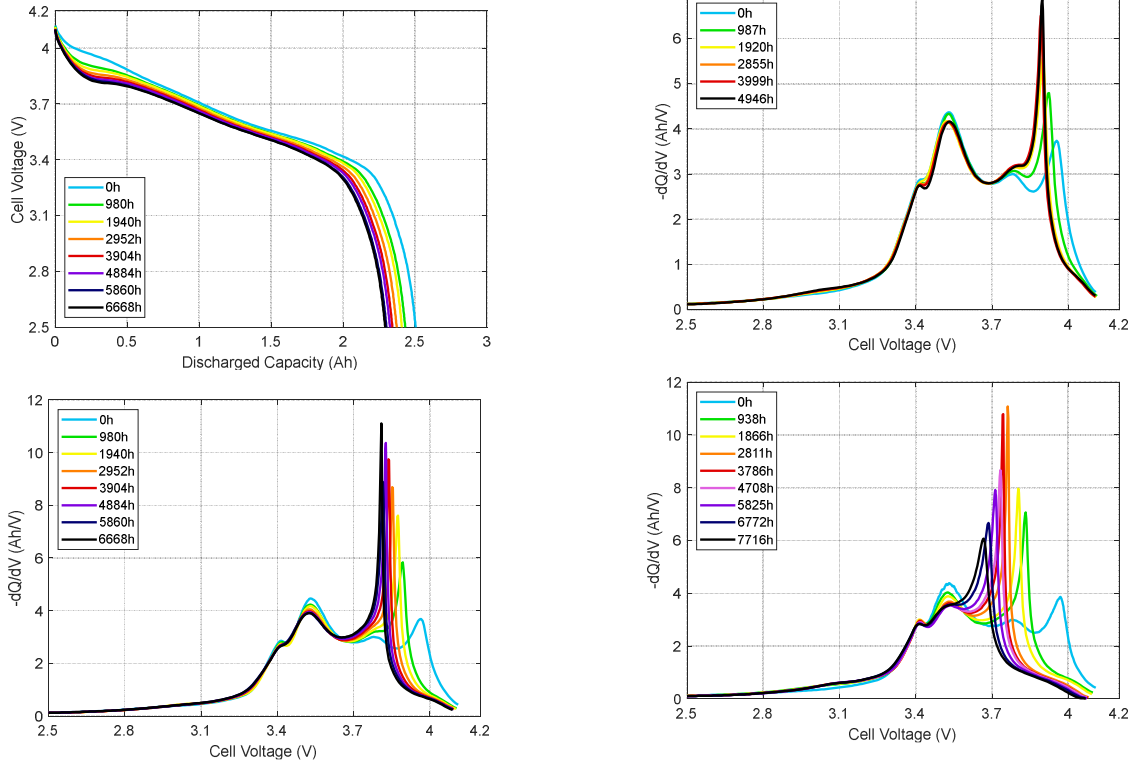 4.2
4
3.7
3.4
3.1
2.8
2.5
Cell Voltage (V)
0h
980h
1940h
2952h
3904h
4884h
5860h
6668h
0 0.5 1 1.5 2 2.5 3
Discharged Capacity (Ah)
6
5
4
3
2
1
0
-dQ/dV (Ah/V)
0h
987h
1920h
2855h
3999h
4946h
2.5 2.8 3.1 3.4 3.7 4 4.2
Cell Voltage (V)
12
10
8
6
4
2
0
-dQ/dV (Ah/V)
0h
980h
1940h
2952h
3904h
4884h
5860h
6668h
2.5 2.8 3.1 3.4 3.7 4 4.2
Cell Voltage (V)
12
10
8
6
4
2
0
-dQ/dV (Ah/V)
0h
938h
1866h
2811h
3786h
4708h
5825h
6772h
7716h
2.5 2.8 3.1 3.4 3.7 4 4.2
Cell Voltage (V)